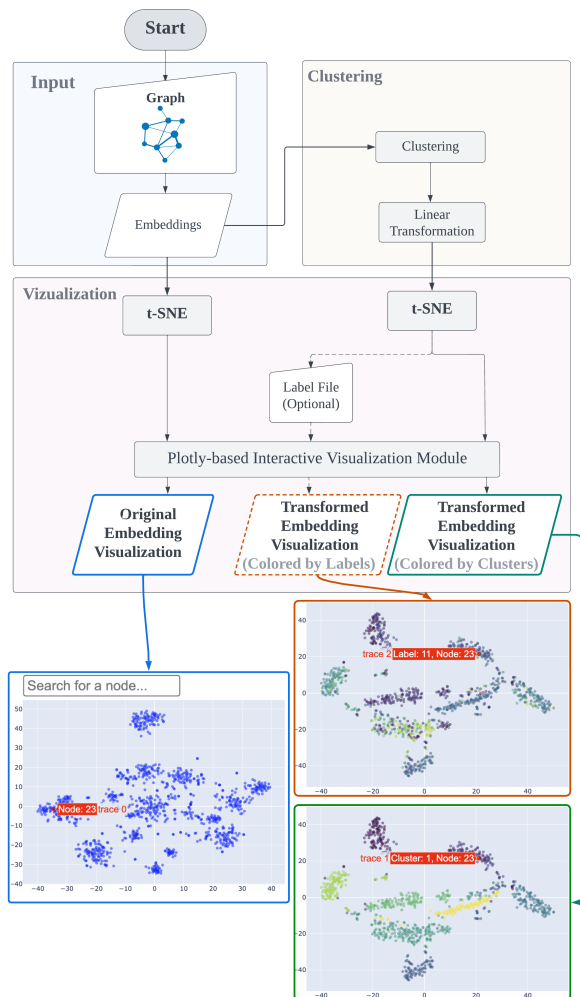 Start
Input
Graph
Embeddings
Clustering
Clustering
Linear
Transformation
Vizualization
t-SNE
t-SNE
Label File
(Optional)
Plotly-based Interactive Visualization Module
Original
Embedding
Visualization
Transformed
Embedding
Visualization
(Colored by Labels)
Transformed
Embedding
Visualization
(Colored by Clusters)
trace 2 Label: 11, Node: 23
40
20
0
−20
−40
−20
0
20
40
Search for a node...
Node: 23 trace 0
50
40
30
20
10
0
−10
−20
−30
−40
−40
−30
−20
−10
0
10
20
30
40
trace 1 Cluster: 1, Node: 23
40
20
0
−20
−40
−20
0
20
40